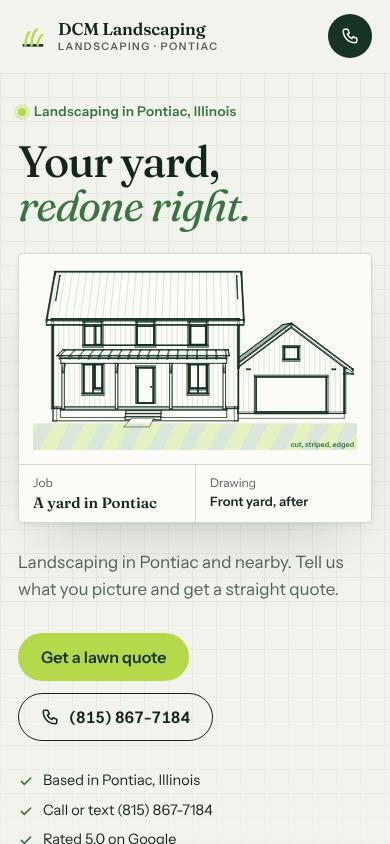 DCM Landscaping
LANDSCAPING · PONTIAC
Landscaping in Pontiac, Illinois
Your yard,
redone right.
cut, striped, edged
Job
A yard in Pontiac
Drawing
Front yard, after
Landscaping in Pontiac and nearby. Tell us
what you picture and get a straight quote.
Get a lawn quote
(815) 867-7184
Based in Pontiac, Illinois
Call or text (815) 867-7184
Rated 5.0 on Google